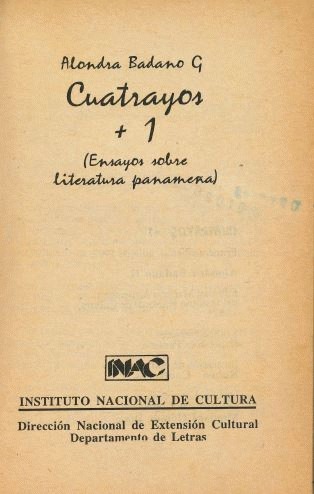 Alondra Badano G
Cuatrayos
+ 1
(Ensayos sobre
literatura panameña)
INAC
INSTITUTO NACIONAL DE CULTURA
Dirección Nacional de Extensión Cultural
Departamento de Letras